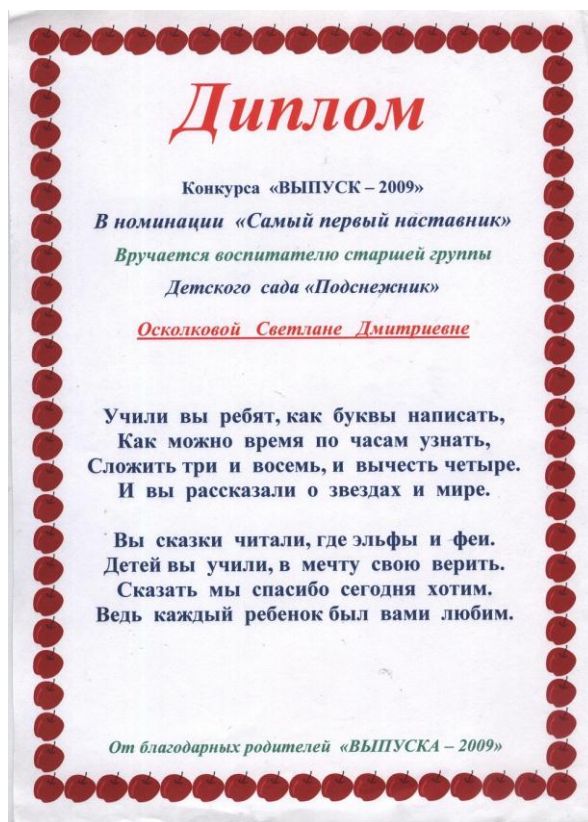 Диплом
Конкурса «ВЫПУСК – 2009»
В номинации «Самый первый наставник»
Вручается воспитателю старшей группы
Детского сада «Подснежник»
Осколковой Светлане Дмитриевне
Учили вы ребят, как буквы написать,
Как можно время по часам узнать,
Сложить три и восемь, и вычесть четыре.
И вы рассказали о звездах и мире.
Вы сказки читали, где эльфы и феи.
Детей вы учили, в мечту свою верить.
Сказать мы спасибо сегодня хотим.
Ведь каждый ребенок был вами любим.
От благодарных родителей «ВЫПУСКА – 2009»